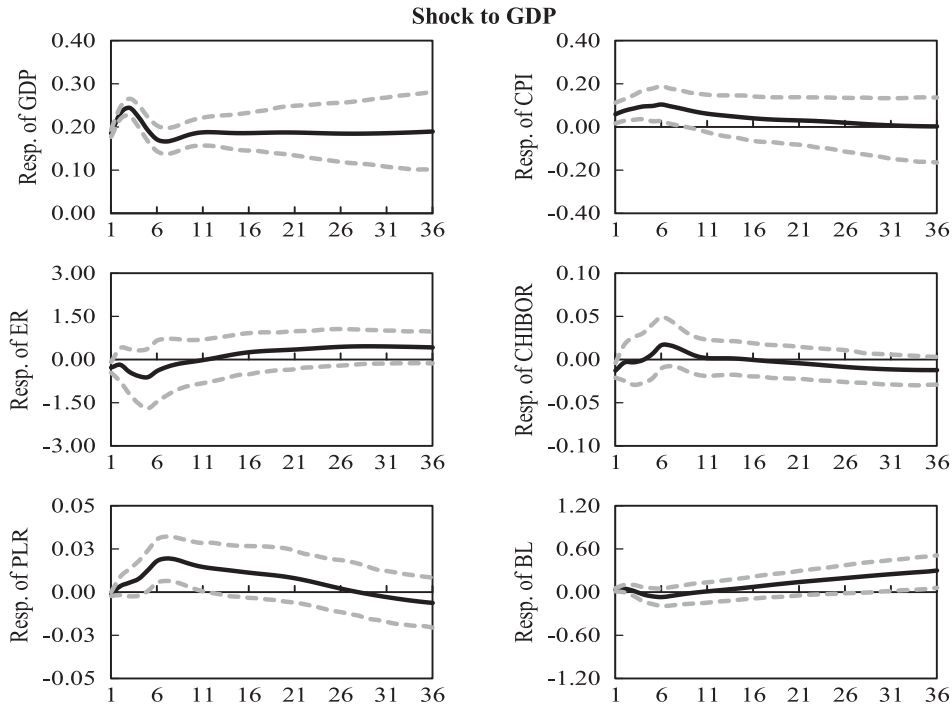 Shock to GDP
Resp. of GDP
0.40
0.30
0.20
0.10
0.00
1 6 11 16 21 26 31 36
Resp. of CPI
0.40
0.20
0.00
-0.20
-0.40
1 6 11 16 21 26 31 36
Resp. of ER
3.00
1.50
0.00
-1.50
-3.00
1 6 11 16 21 26 31 36
Resp. of CHIBOR
0.10
0.05
0.00
-0.05
-0.10
1 6 11 16 21 26 31 36
Resp. of PLR
0.05
0.03
0.00
-0.03
-0.05
1 6 11 16 21 26 31 36
Resp. of BL
1.20
0.60
0.00
-0.60
-1.20
1 6 11 16 21 26 31 36